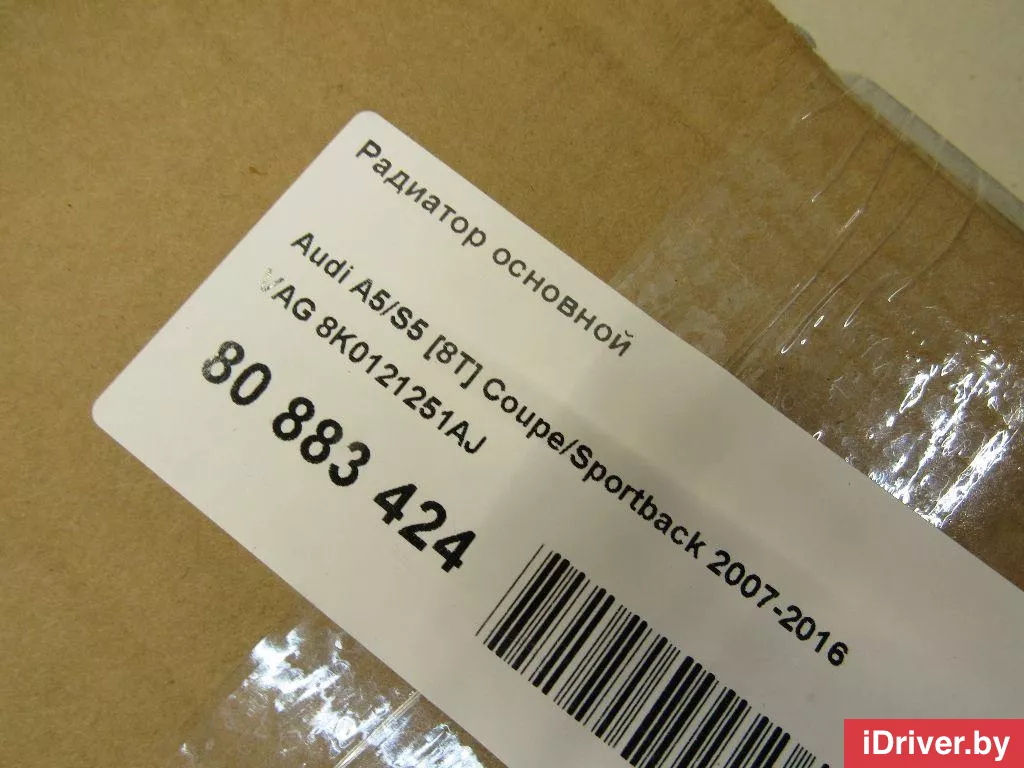 Радиатор основной
Audi A5/S5 [8T] Coupe/Sportback 2007-2016
VAG 8K0121251AJ
80 883 424
iDriver.by